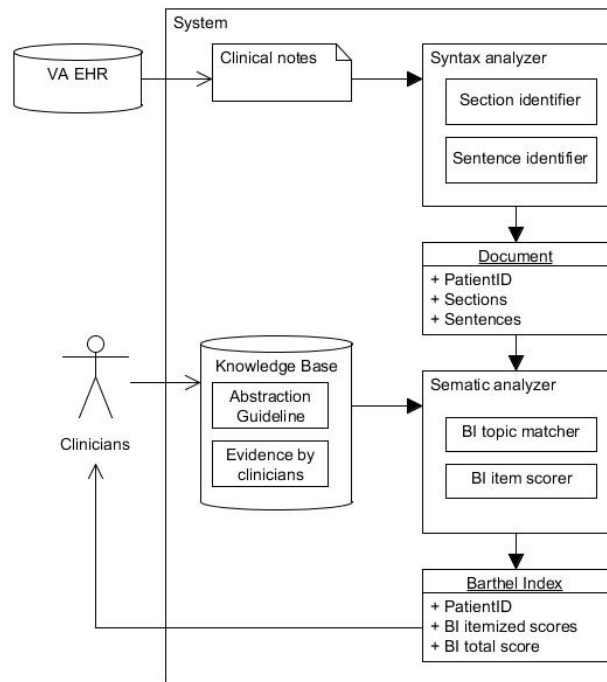 System
VA EHR
Clinical notes
Syntax analyzer
Section identifier
Sentence identifier
Document
+ PatientID
+ Sections
+ Sentences
Clinicians
Knowledge Base
Abstraction
Guideline
Evidence by
clinicians
Sematic analyzer
BI topic matcher
BI item scorer
Barthel Index
+ PatientID
+ BI itemized scores
+ BI total score